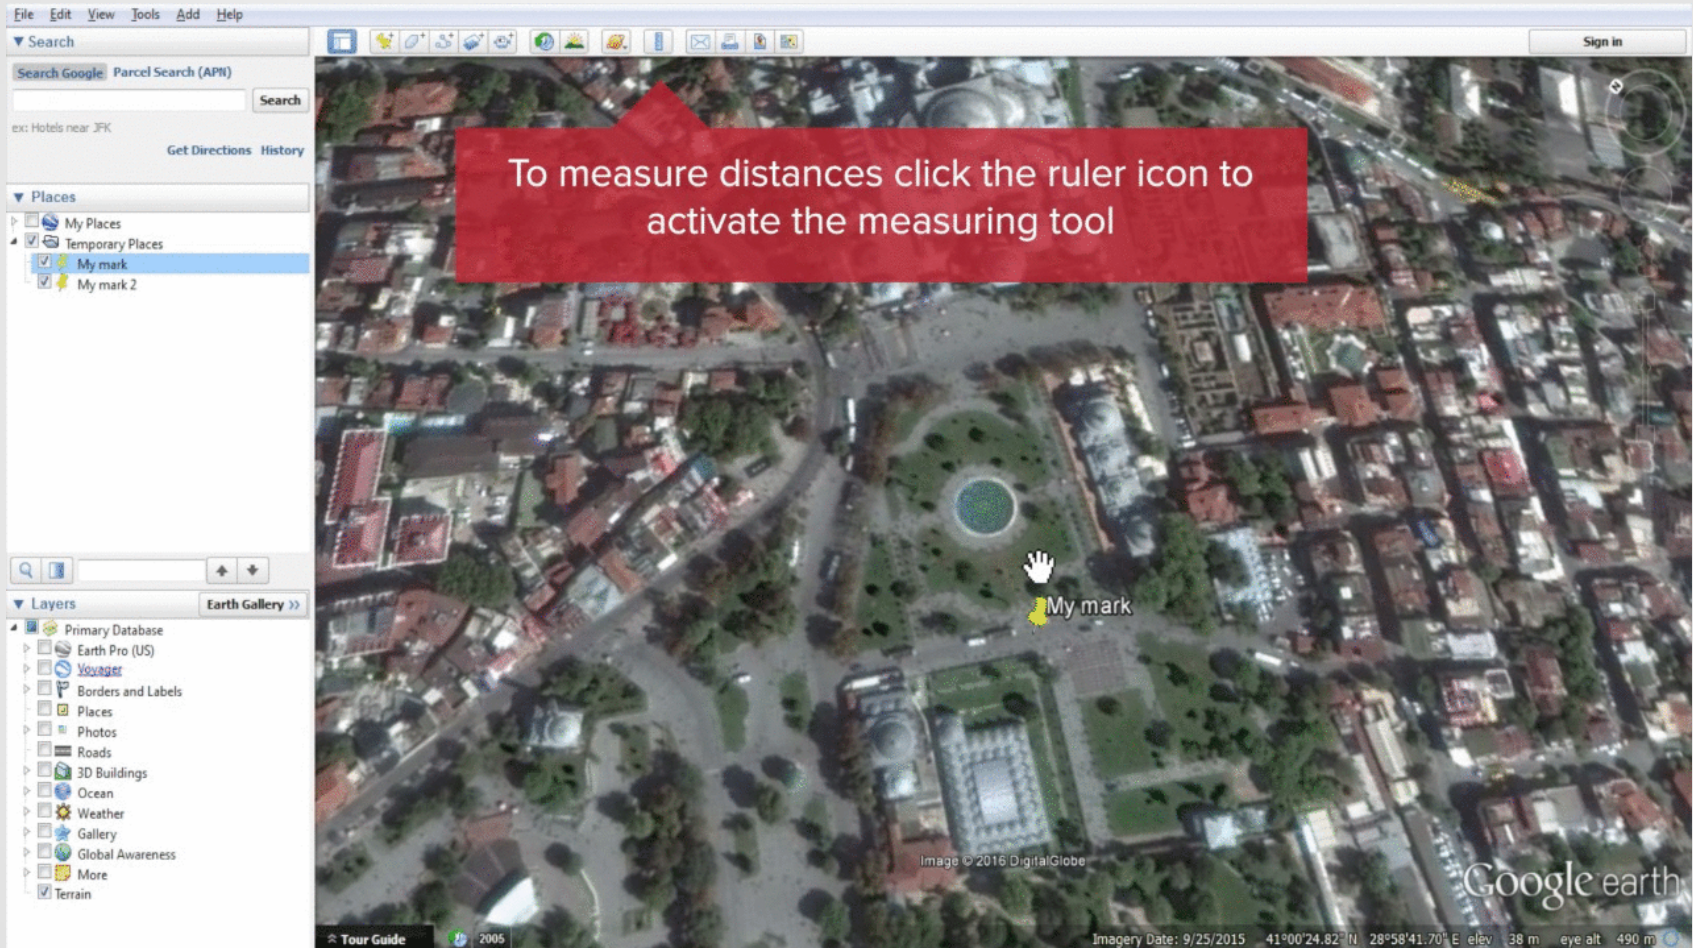 File Edit View Tools Add Help
Search
Sign in
Search Google Parcel Search (APN)
Search
ex: Hotels near JFK
Get Directions History
To measure distances click the ruler icon to
activate the measuring tool
Places
My Places
Temporary Places
My mark
My mark 2
My mark
Layers
Earth Gallery
Primary Database
Earth Pro (US)
Voyager
Borders and Labels
Places
Photos
Roads
3D Buildings
Ocean
Weather
Gallery
Global Awareness
More
Terrain
Image © 2016 DigitalGlobe
Google earth
Tour Guide
2005
Imagery Date: 9/25/2015 41°00'24.82" N 28°58'41.70" E elev 38 m eye alt 490 m